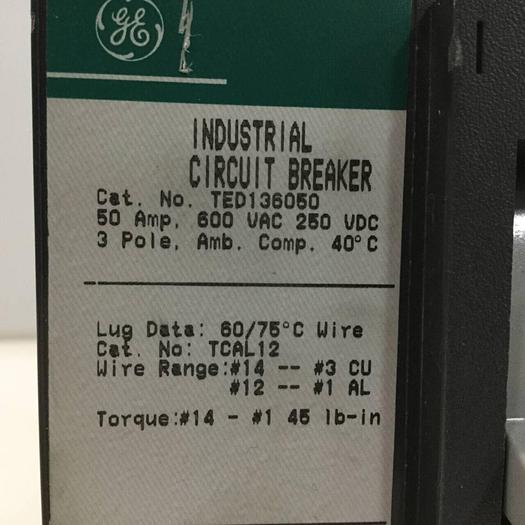 GE
INDUSTRIAL
CIRCUIT BREAKER
Cat. No. TED136050
50 Amp, 600 VAC 250 VDC
3 Pole, Amb. Comp. 40°C
Lug Data: 60/75°C Wire
Cat. No: TCAL12
Wire Range:#14 -- #3 CU
#12 -- #1 AL
Torque:#14 - #1 45 lb-in